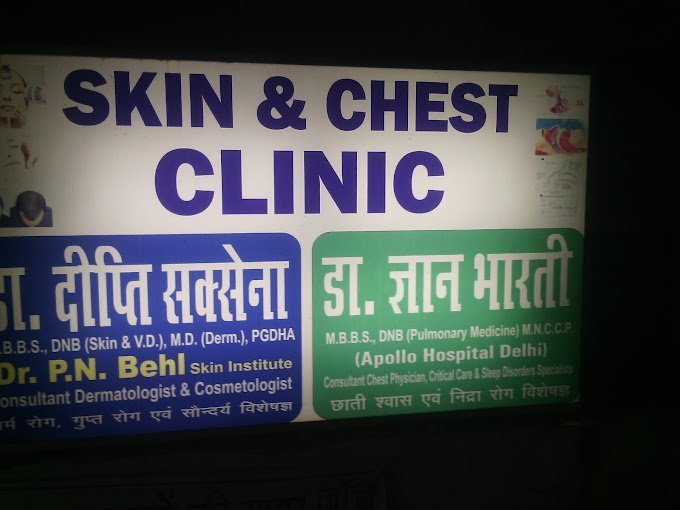 SKIN & CHEST
CLINIC
डा. दीप्ति सक्सेना
.B.B.S., DNB (Skin & V.D.), M.D. (Derm.), PGDHA
Dr. P.N. Behl Skin Institute
onsultant Dermatologist & Cosmetologist
र्म रोग, गुप्त रोग एवं सौन्दर्य विशेषज्ञ
डा. ज्ञान भारती
M.B.B.S., DNB (Pulmonary Medicine) M.N.C.C.P.
(Apollo Hospital Delhi)
Consultant Chest Physician, Critical Care & Sleep Disorders Specialists
छाती श्वास एवं निद्रा रोग विशेषज्ञ